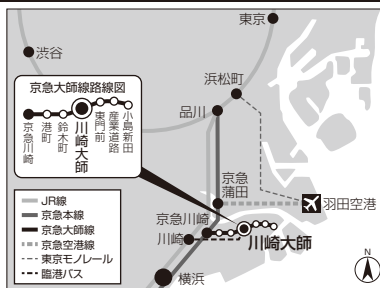 東京
渋谷
浜松町
京急大師線路線図
京急川崎
港町
鈴木町
川崎大師
東門前
産業道路
小島新田
品川
京急
蒲田
羽田空港
京急川崎
川崎
川崎大師
横浜
JR線
京急本線
京急大師線
京急空港線
東京モノレール
臨港バス
N